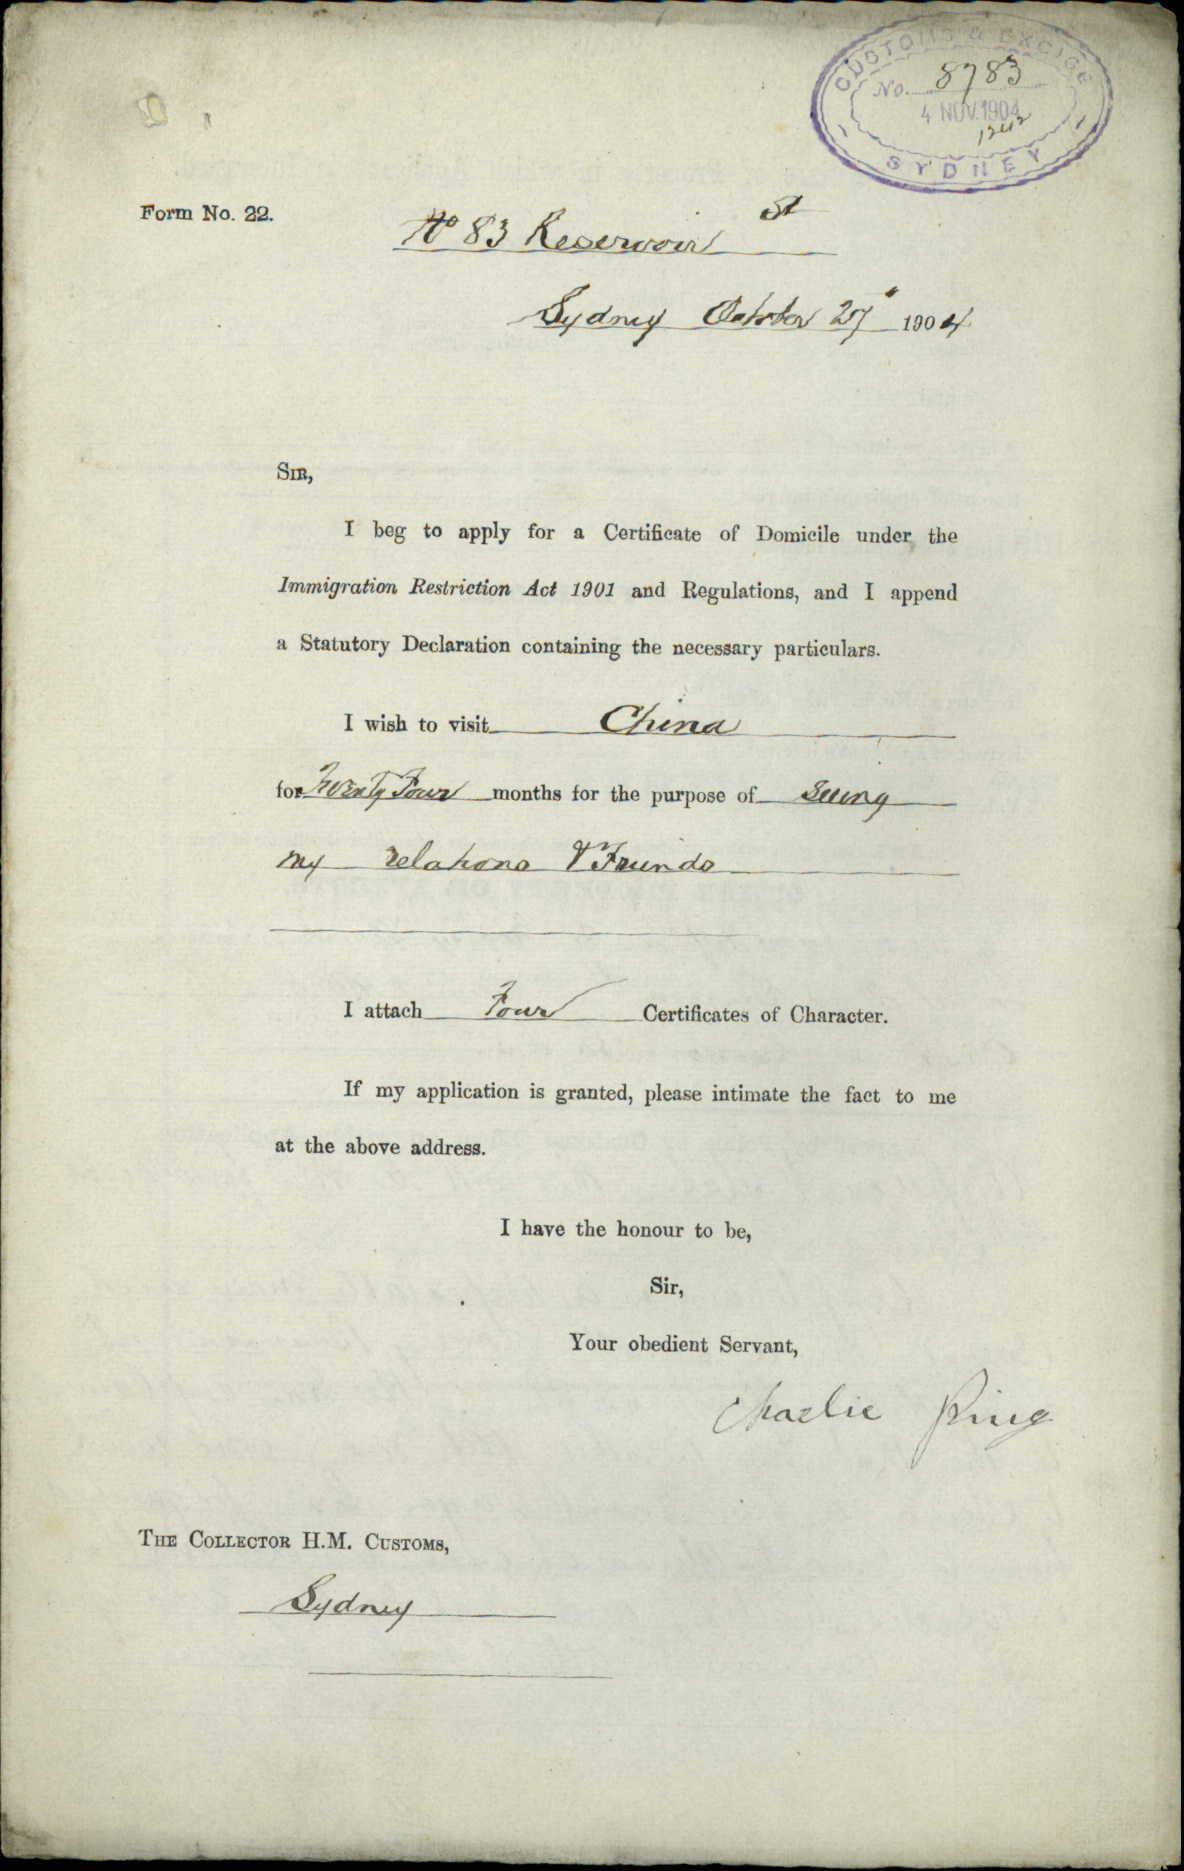 CUSTOMS & EXCISE
No. 8783
4 NOV. 1904
SYDNEY
Form No. 22.
No 83 Reservoir St
Sydney October 27" 1904
SIR,
I beg to apply for a Certificate of Domicile under the
Immigration Restriction Act 1901 and Regulations, and I append
a Statutory Declaration containing the necessary particulars.
I wish to visit China
for Twenty Four months for the purpose of Seeing
my relations & Friends
I attach Four Certificates of Character.
If my application is granted, please intimate the fact to me
at the above address.
I have the honour to be,
Sir,
Your obedient Servant,
Charlie
THE COLLECTOR H.M. CUSTOMS,
Sydney